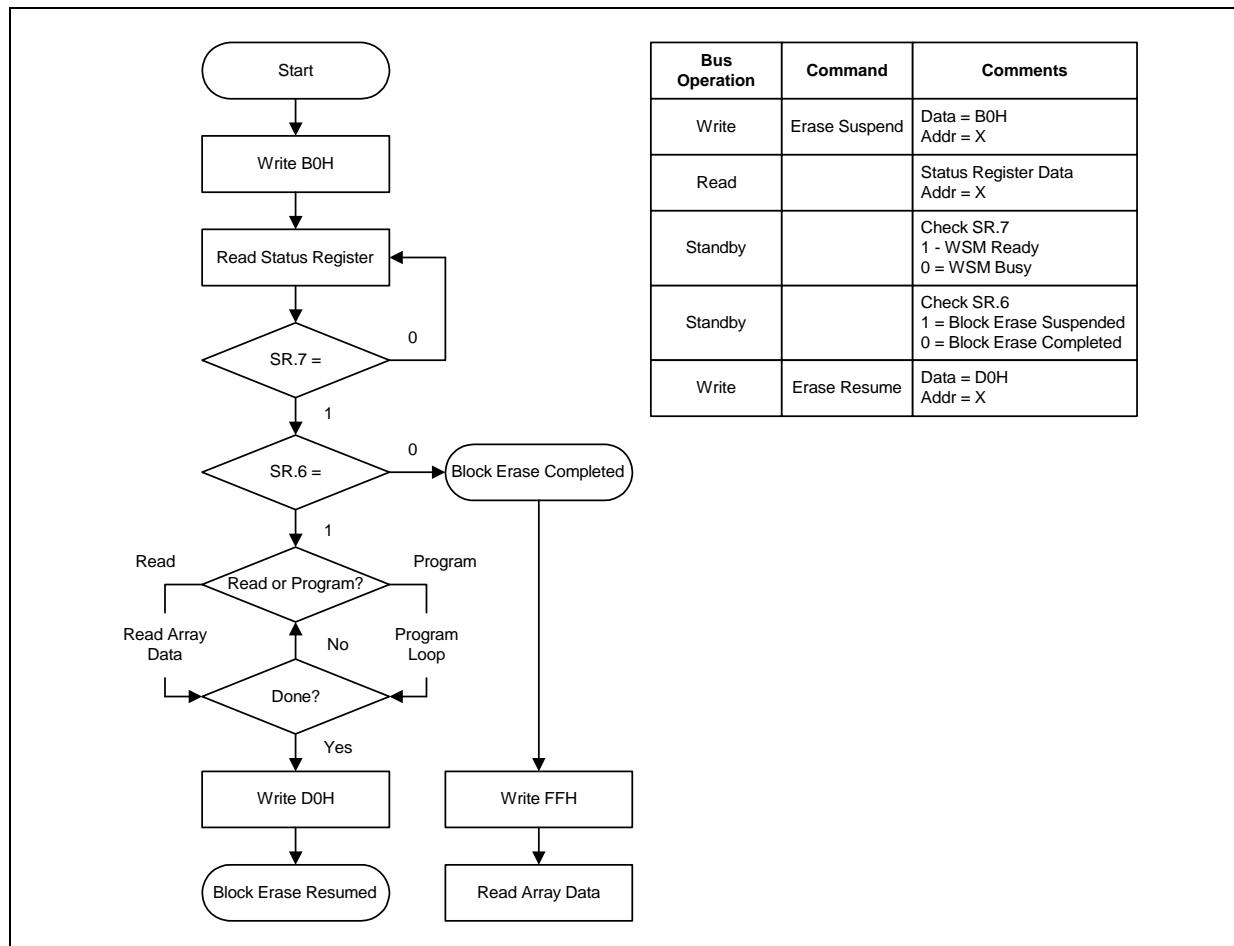 Start
Write B0H
Read Status Register
0
SR.7 =
1
0
SR.6 =
Block Erase Completed
1
Read
Program
Read or Program?
Read Array
Data
No
Program
Loop
Done?
Yes
Write D0H
Write FFH
Block Erase Resumed
Read Array Data
Bus
Operation
Command
Comments
Write
Erase Suspend
Data = B0H
Addr = X
Read
Status Register Data
Addr = X
Standby
Check SR.7
1 - WSM Ready
0 = WSM Busy
Standby
Check SR.6
1 = Block Erase Suspended
0 = Block Erase Completed
Write
Erase Resume
Data = D0H
Addr = X